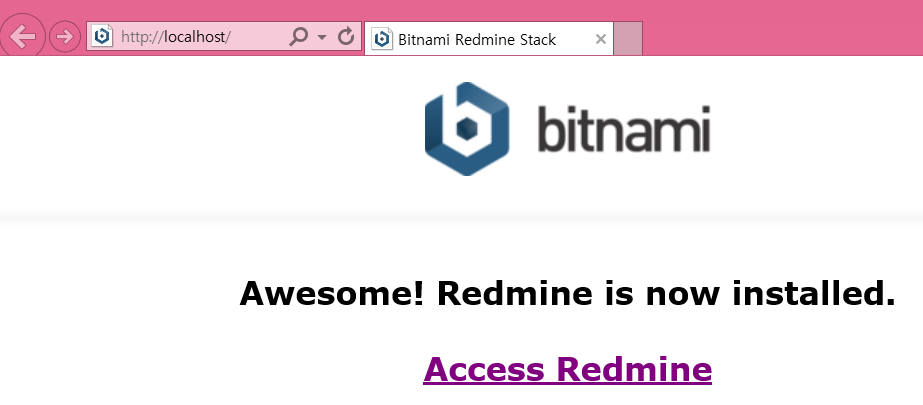 http://localhost/
Bitnami Redmine Stack
bitnami
Awesome! Redmine is now installed.
Access Redmine